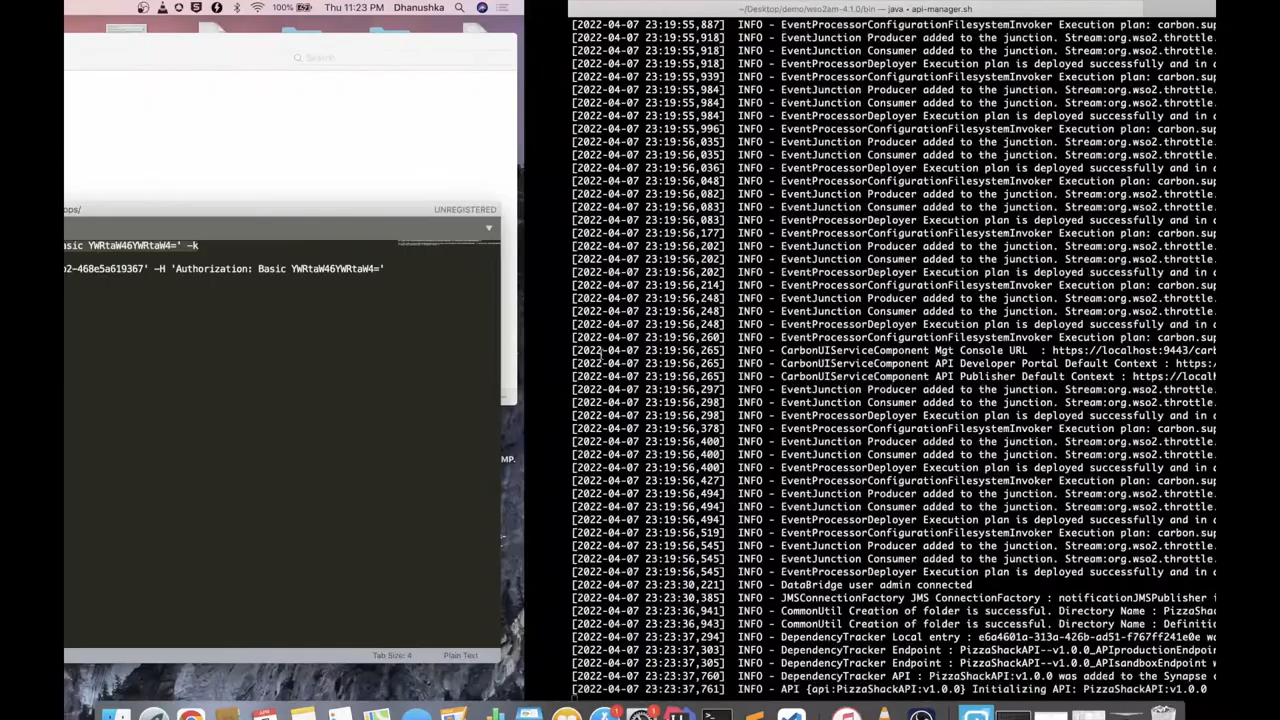 100%
Thu 11:23 PM
Dhanushka
~/Desktop/demo/wso2am-4.1.0/bin — java • api-manager.sh
Search
ops/
UNREGISTERED
asic YWRtaW46YWRtaW4=' -k
o2-468e5a619367' -H 'Authorization: Basic YWRtaW46YWRtaW4='
MP.
Tab Size: 4
Plain Text
[2022-04-07 23:19:55,887] INFO - EventProcessorConfigurationFilesystemInvoker Execution plan: carbon.sup
[2022-04-07 23:19:55,918] INFO - EventJunction Producer added to the junction. Stream:org.wso2.throttle.
[2022-04-07 23:19:55,918] INFO - EventJunction Consumer added to the junction. Stream:org.wso2.throttle.
[2022-04-07 23:19:55,918] INFO - EventProcessorDeployer Execution plan is deployed successfully and in a
[2022-04-07 23:19:55,939] INFO - EventProcessorConfigurationFilesystemInvoker Execution plan: carbon.sup
[2022-04-07 23:19:55,984] INFO - EventJunction Producer added to the junction. Stream:org.wso2.throttle.
[2022-04-07 23:19:55,984] INFO - EventJunction Consumer added to the junction. Stream:org.wso2.throttle.
[2022-04-07 23:19:55,984] INFO - EventProcessorDeployer Execution plan is deployed successfully and in a
[2022-04-07 23:19:55,996] INFO - EventProcessorConfigurationFilesystemInvoker Execution plan: carbon.sup
[2022-04-07 23:19:56,035] INFO - EventJunction Producer added to the junction. Stream:org.wso2.throttle.
[2022-04-07 23:19:56,035] INFO - EventJunction Consumer added to the junction. Stream:org.wso2.throttle.
[2022-04-07 23:19:56,036] INFO - EventProcessorDeployer Execution plan is deployed successfully and in a
[2022-04-07 23:19:56,048] INFO - EventProcessorConfigurationFilesystemInvoker Execution plan: carbon.sup
[2022-04-07 23:19:56,082] INFO - EventJunction Producer added to the junction. Stream:org.wso2.throttle.
[2022-04-07 23:19:56,083] INFO - EventJunction Consumer added to the junction. Stream:org.wso2.throttle.
[2022-04-07 23:19:56,083] INFO - EventProcessorDeployer Execution plan is deployed successfully and in a
[2022-04-07 23:19:56,177] INFO - EventProcessorConfigurationFilesystemInvoker Execution plan: carbon.sup
[2022-04-07 23:19:56,202] INFO - EventJunction Producer added to the junction. Stream:org.wso2.throttle.
[2022-04-07 23:19:56,202] INFO - EventJunction Consumer added to the junction. Stream:org.wso2.throttle.
[2022-04-07 23:19:56,202] INFO - EventProcessorDeployer Execution plan is deployed successfully and in a
[2022-04-07 23:19:56,214] INFO - EventProcessorConfigurationFilesystemInvoker Execution plan: carbon.sup
[2022-04-07 23:19:56,248] INFO - EventJunction Producer added to the junction. Stream:org.wso2.throttle.
[2022-04-07 23:19:56,248] INFO - EventJunction Consumer added to the junction. Stream:org.wso2.throttle.
[2022-04-07 23:19:56,248] INFO - EventProcessorDeployer Execution plan is deployed successfully and in a
[2022-04-07 23:19:56,260] INFO - EventProcessorConfigurationFilesystemInvoker Execution plan: carbon.sup
[2022-04-07 23:19:56,265] INFO - CarbonUIServiceComponent Mgt Console URL : https://localhost:9443/carb
[2022-04-07 23:19:56,265] INFO - CarbonUIServiceComponent API Developer Portal Default Context : https:/
[2022-04-07 23:19:56,265] INFO - CarbonUIServiceComponent API Publisher Default Context : https://localh
[2022-04-07 23:19:56,297] INFO - EventJunction Producer added to the junction. Stream:org.wso2.throttle.
[2022-04-07 23:19:56,298] INFO - EventJunction Consumer added to the junction. Stream:org.wso2.throttle.
[2022-04-07 23:19:56,298] INFO - EventProcessorDeployer Execution plan is deployed successfully and in a
[2022-04-07 23:19:56,378] INFO - EventProcessorConfigurationFilesystemInvoker Execution plan: carbon.sup
[2022-04-07 23:19:56,400] INFO - EventJunction Producer added to the junction. Stream:org.wso2.throttle.
[2022-04-07 23:19:56,400] INFO - EventJunction Consumer added to the junction. Stream:org.wso2.throttle.
[2022-04-07 23:19:56,400] INFO - EventProcessorDeployer Execution plan is deployed successfully and in a
[2022-04-07 23:19:56,427] INFO - EventProcessorConfigurationFilesystemInvoker Execution plan: carbon.sup
[2022-04-07 23:19:56,494] INFO - EventJunction Producer added to the junction. Stream:org.wso2.throttle.
[2022-04-07 23:19:56,494] INFO - EventJunction Consumer added to the junction. Stream:org.wso2.throttle.
[2022-04-07 23:19:56,494] INFO - EventProcessorDeployer Execution plan is deployed successfully and in a
[2022-04-07 23:19:56,519] INFO - EventProcessorConfigurationFilesystemInvoker Execution plan: carbon.sup
[2022-04-07 23:19:56,545] INFO - EventJunction Producer added to the junction. Stream:org.wso2.throttle.
[2022-04-07 23:19:56,545] INFO - EventJunction Consumer added to the junction. Stream:org.wso2.throttle.
[2022-04-07 23:19:56,545] INFO - EventProcessorDeployer Execution plan is deployed successfully and in a
[2022-04-07 23:23:30,221] INFO - DataBridge user admin connected
[2022-04-07 23:23:30,385] INFO - JMSConnectionFactory JMS ConnectionFactory : notificationJMSPublisher i
[2022-04-07 23:23:36,941] INFO - CommonUtil Creation of folder is successful. Directory Name : PizzaShac
[2022-04-07 23:23:36,943] INFO - CommonUtil Creation of folder is successful. Directory Name : Definitio
[2022-04-07 23:23:37,294] INFO - DependencyTracker Local entry : e6a4601a-313a-426b-ad51-f767ff241e0e wa
[2022-04-07 23:23:37,303] INFO - DependencyTracker Endpoint : PizzaShackAPI--v1.0.0_APIproductionEndpoin
[2022-04-07 23:23:37,305] INFO - DependencyTracker Endpoint : PizzaShackAPI--v1.0.0_APIsandboxEndpoint w
[2022-04-07 23:23:37,760] INFO - DependencyTracker API : PizzaShackAPI:v1.0.0 was added to the Synapse c
[2022-04-07 23:23:37,761] INFO - API {api:PizzaShackAPI:v1.0.0} Initializing API: PizzaShackAPI:v1.0.0